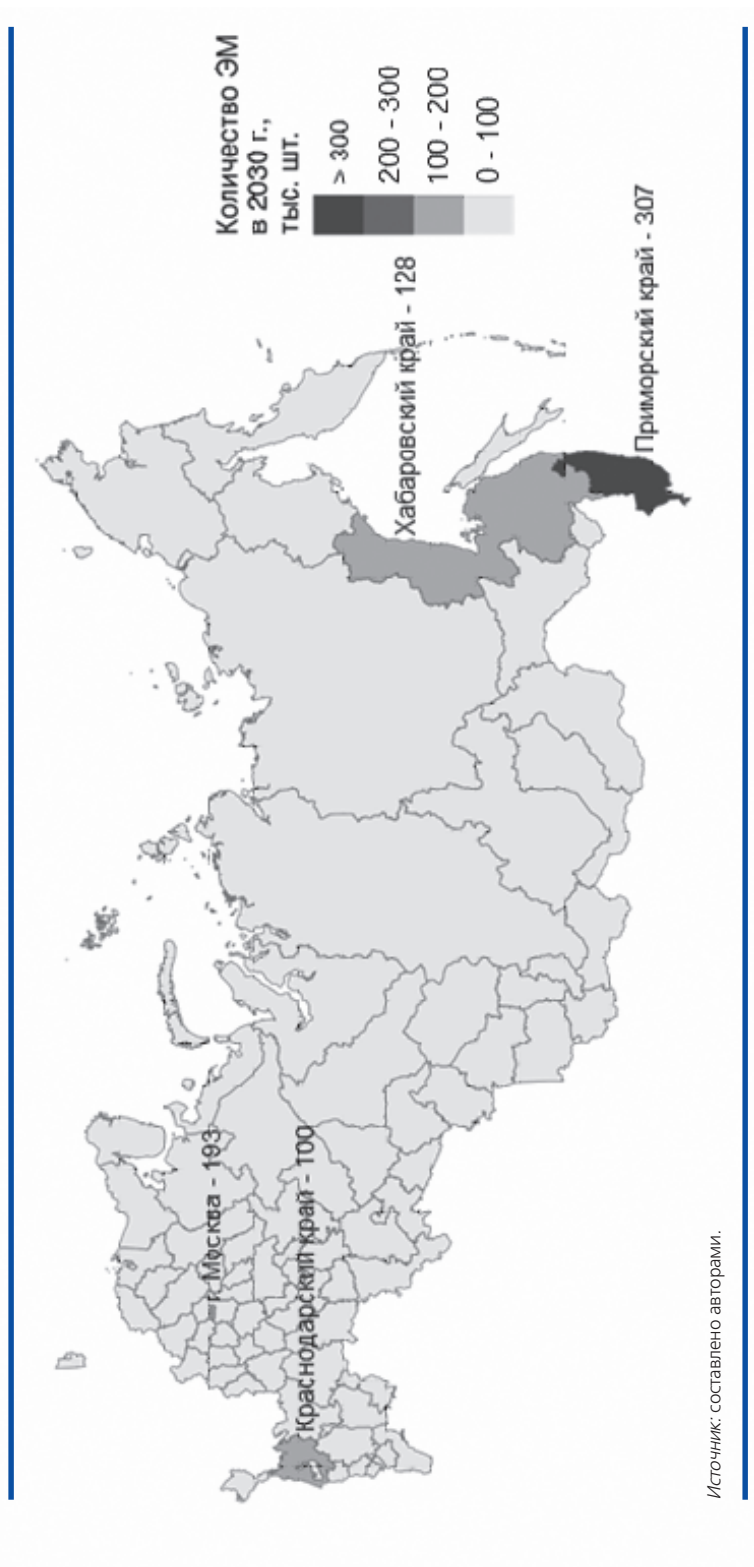 Количество ЭМ
в 2030 г.,
тыс. шт.
> 300
200 - 300
100 - 200
0 - 100
г. Москва - 193
Краснодарский край - 100
Хабаровский край - 128
Приморский край - 307
Источник: составлено авторами.